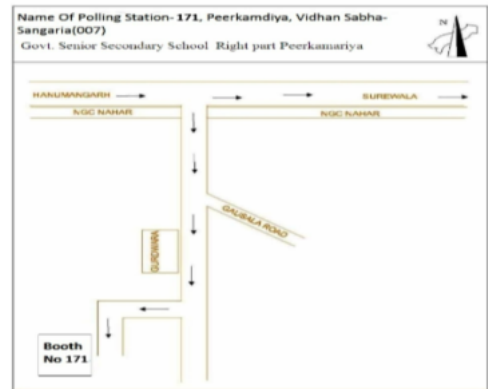 Name Of Polling Station- 171, Peerkamdiya, Vidhan Sabha-
Sangaria(007)
Govt. Senior Secondary School Right part Peerkamariya
N
HANUMANGARH
SUREWALA
NGC NAHAR
NGC NAHAR
GAUSALA ROAD
GURDWARA
Booth
No 171